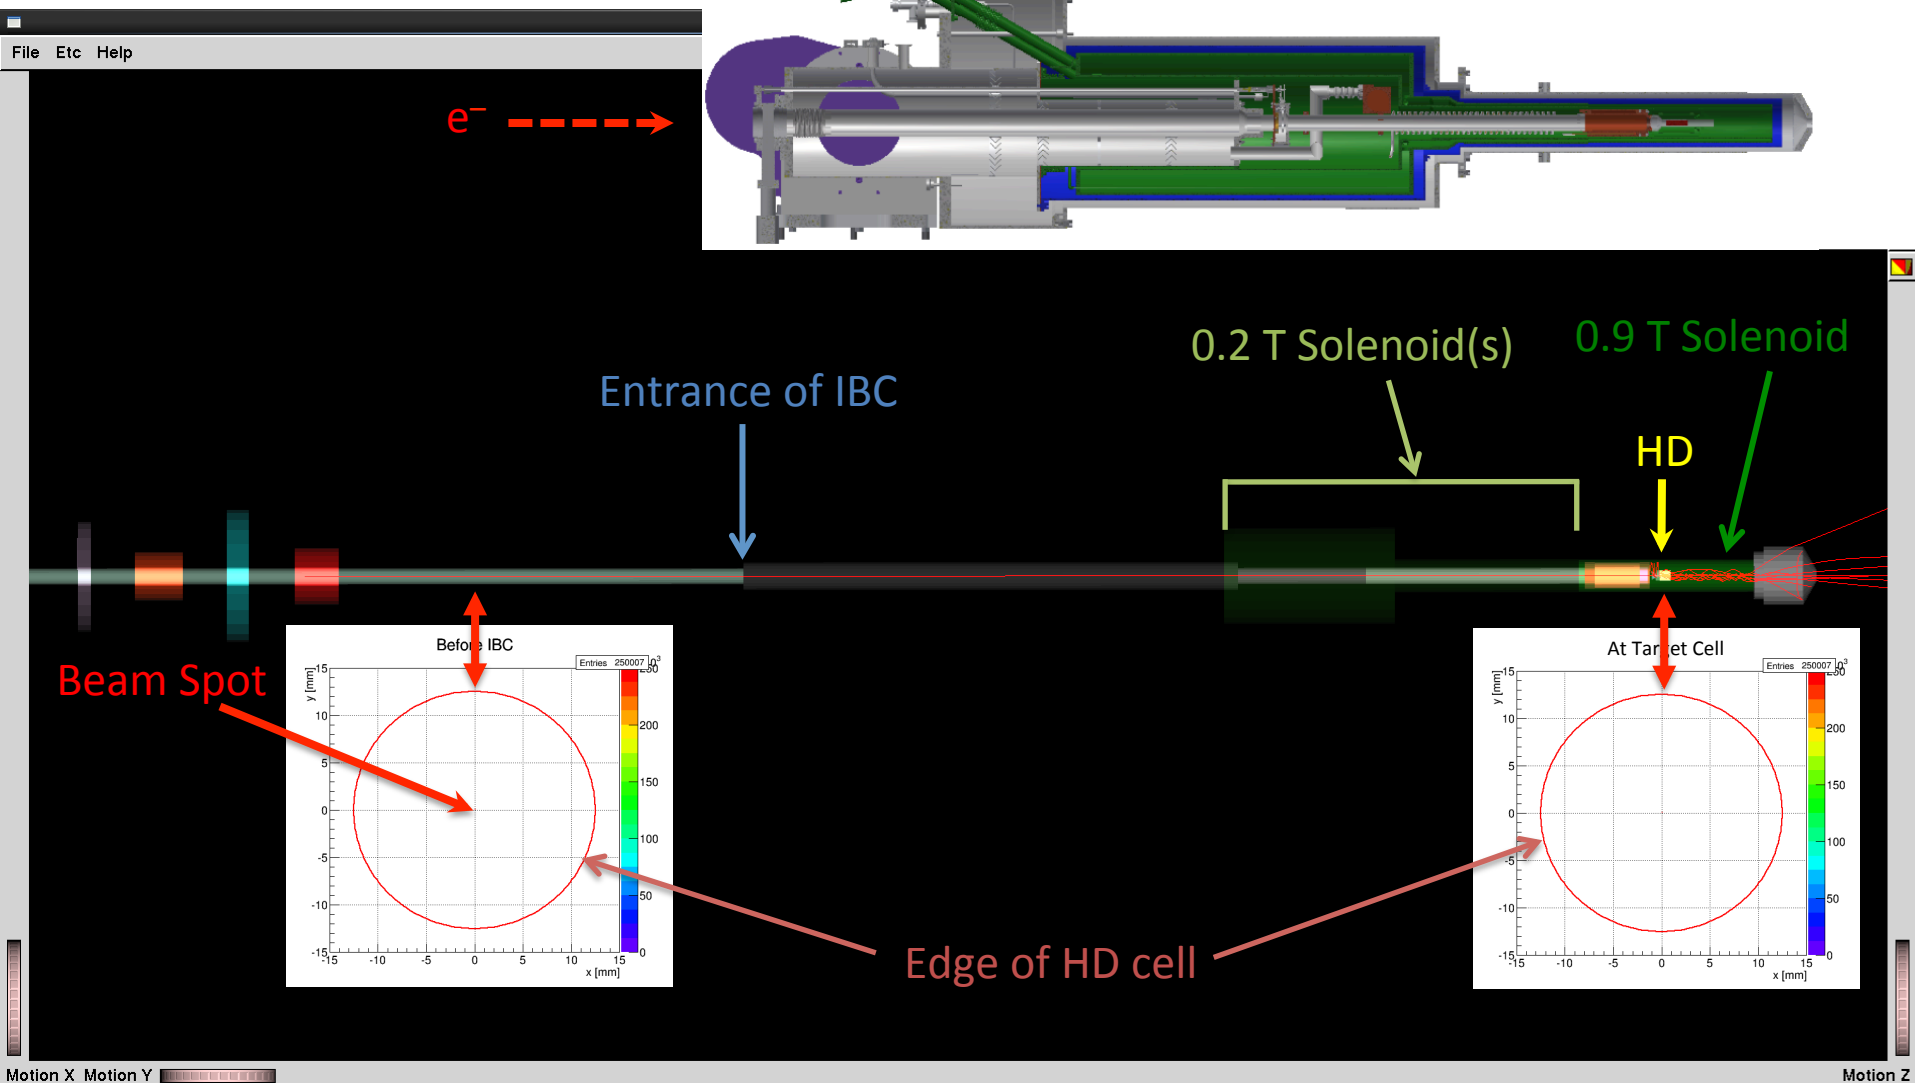 File Etc Help
e⁻
0.2 T Solenoid(s)
0.9 T Solenoid
Entrance of IBC
HD
Beam Spot
Before IBC
Entries 250007
y [mm]
15
10
5
0
-5
-10
-15
-15 -10 -5 0 5 10 15
x [mm]
250
200
150
100
50
0
At Target Cell
Entries 250007
y [mm]
15
10
5
0
-5
-10
-15
-15 -10 -5 0 5 10 15
x [mm]
250
200
150
100
50
0
Edge of HD cell
Motion X Motion Y
Motion Z